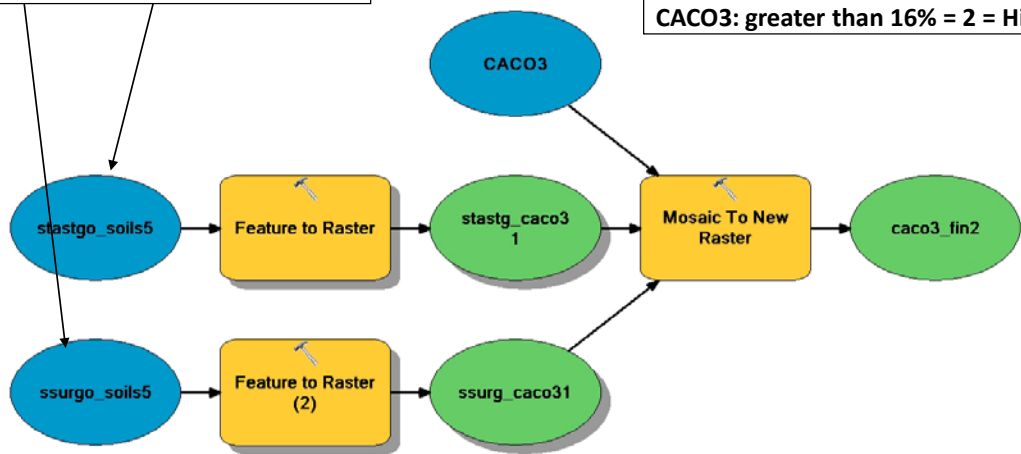 CACO3: greater than 16% = 2 = Hi
CACO3
stastgo_soils5
Feature to Raster
stastg_caco3
1
Mosaic To New
Raster
caco3_fin2
ssurgo_soils5
Feature to Raster
(2)
ssurg_caco31